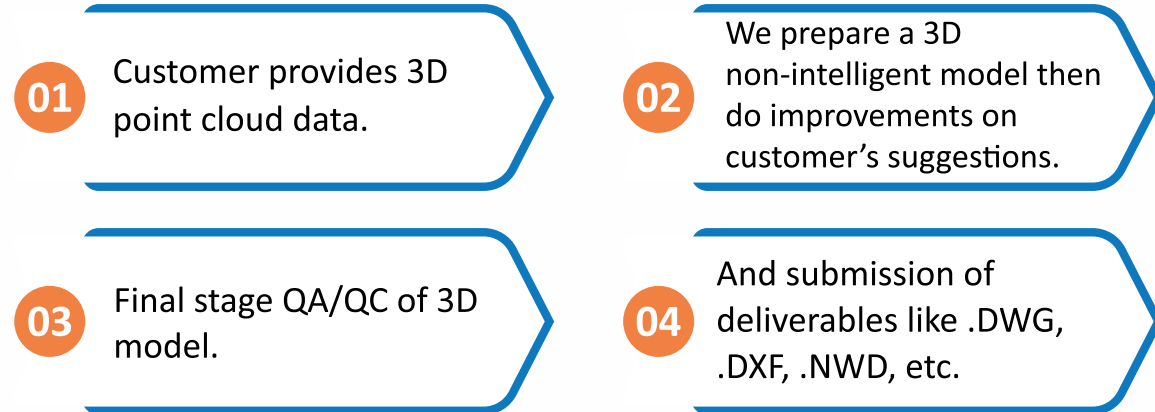 01
Customer provides 3D
point cloud data.
02
We prepare a 3D
non-intelligent model then
do improvements on
customer’s suggestions.
03
Final stage QA/QC of 3D
model.
04
And submission of
deliverables like .DWG,
.DXF, .NWD, etc.